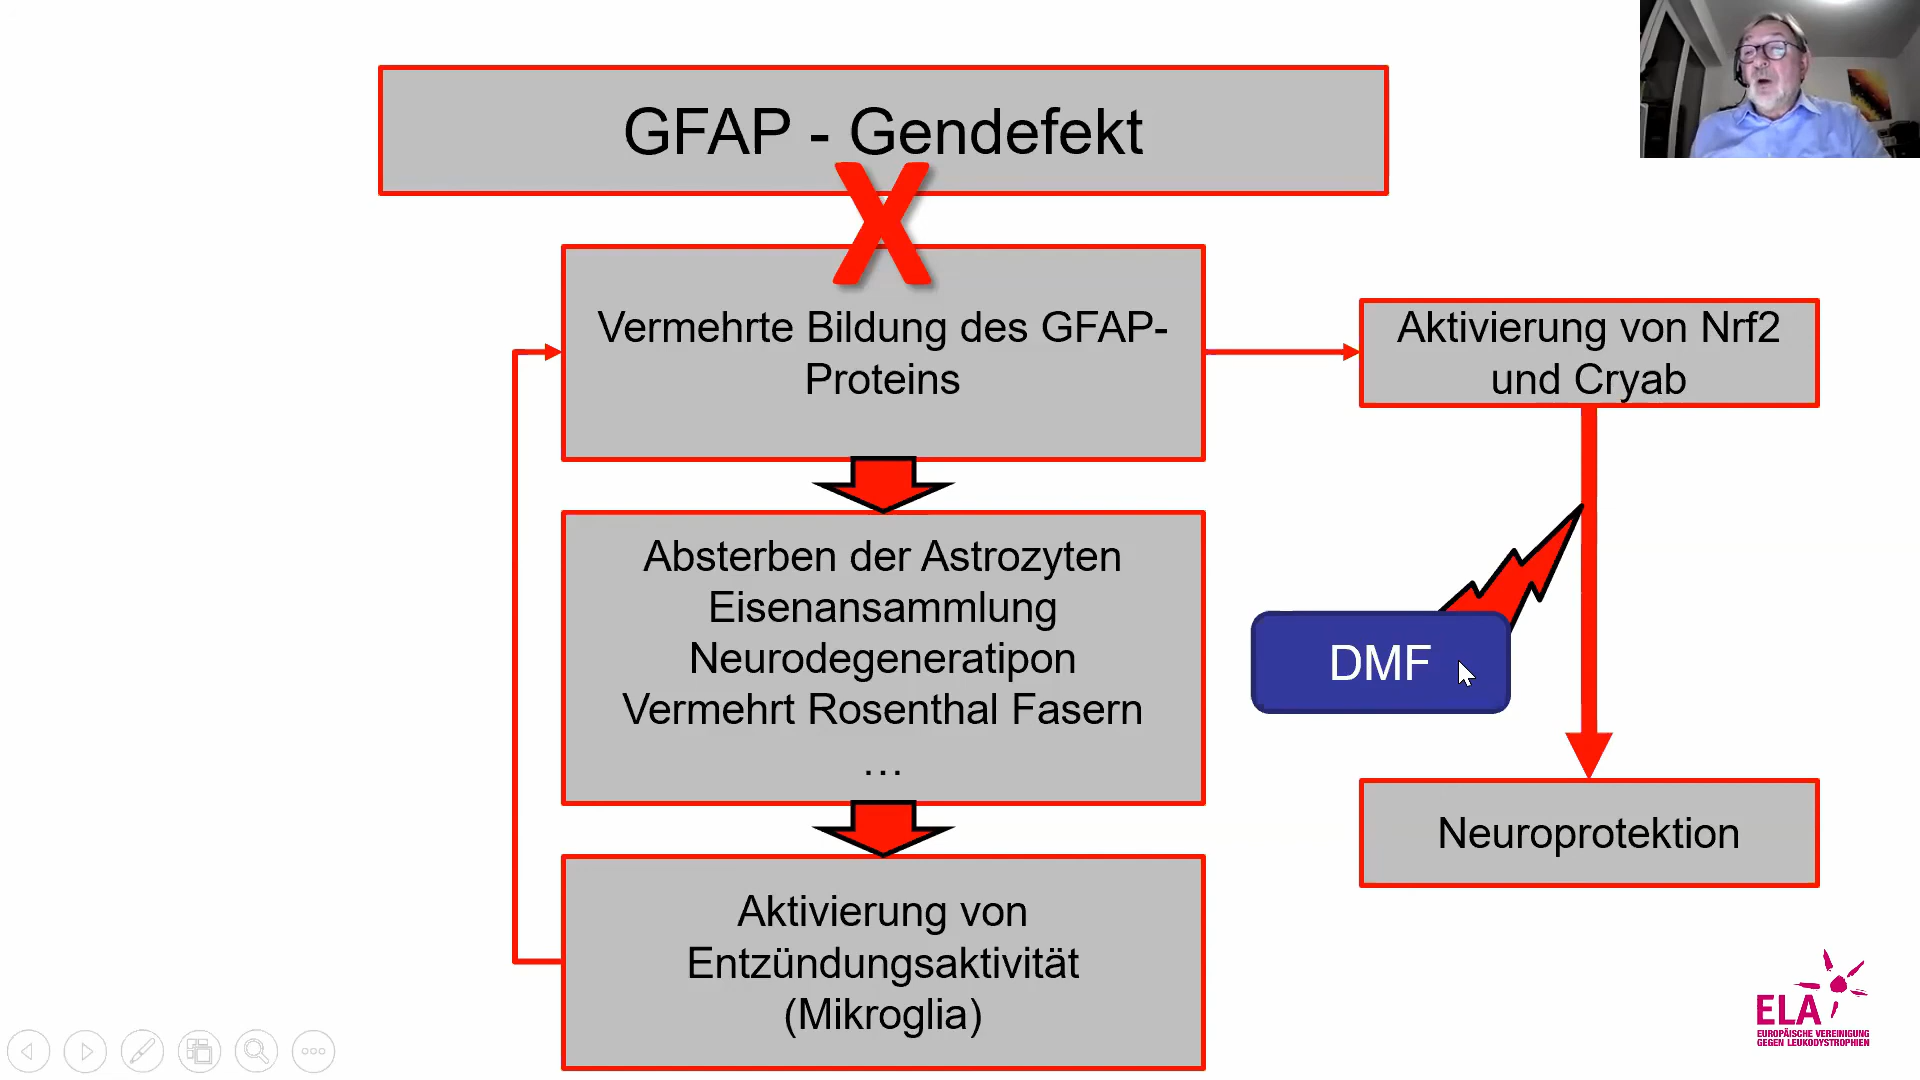 GFAP - Gendefekt
X
Vermehrte Bildung des GFAP-
Proteins
Aktivierung von Nrf2
und Cryab
Absterben der Astrozyten
Eisenansammlung
Neurodegeneratipon
Vermehrt Rosenthal Fasern
...
DMF
Neuroprotektion
Aktivierung von
Entzündungsaktivität
(Mikroglia)
ELA
EUROPÄISCHE VEREINIGUNG
GEGEN LEUKODYSTROPHIEN